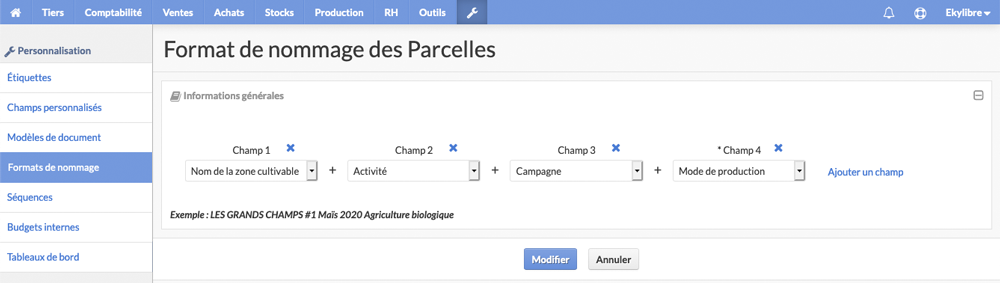 Tiers Comptabilité Ventes Achats Stocks Production RH Outils Ekylibre
Personnalisation
Étiquettes
Champs personnalisés
Modèles de document
Formats de nommage
Séquences
Budgets internes
Tableaux de bord
Format de nommage des Parcelles
Informations générales
Champ 1 Champ 2 Champ 3 * Champ 4
Nom de la zone cultivable + Activité + Campagne + Mode de production Ajouter un champ
Exemple : LES GRANDS CHAMPS #1 Maïs 2020 Agriculture biologique
Modifier Annuler